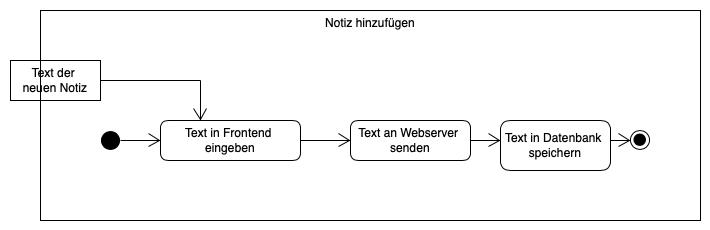 Notiz hinzufügen
Text der
neuen Notiz
Text in Frontend
eingeben
Text an Webserver
senden
Text in Datenbank
speichern